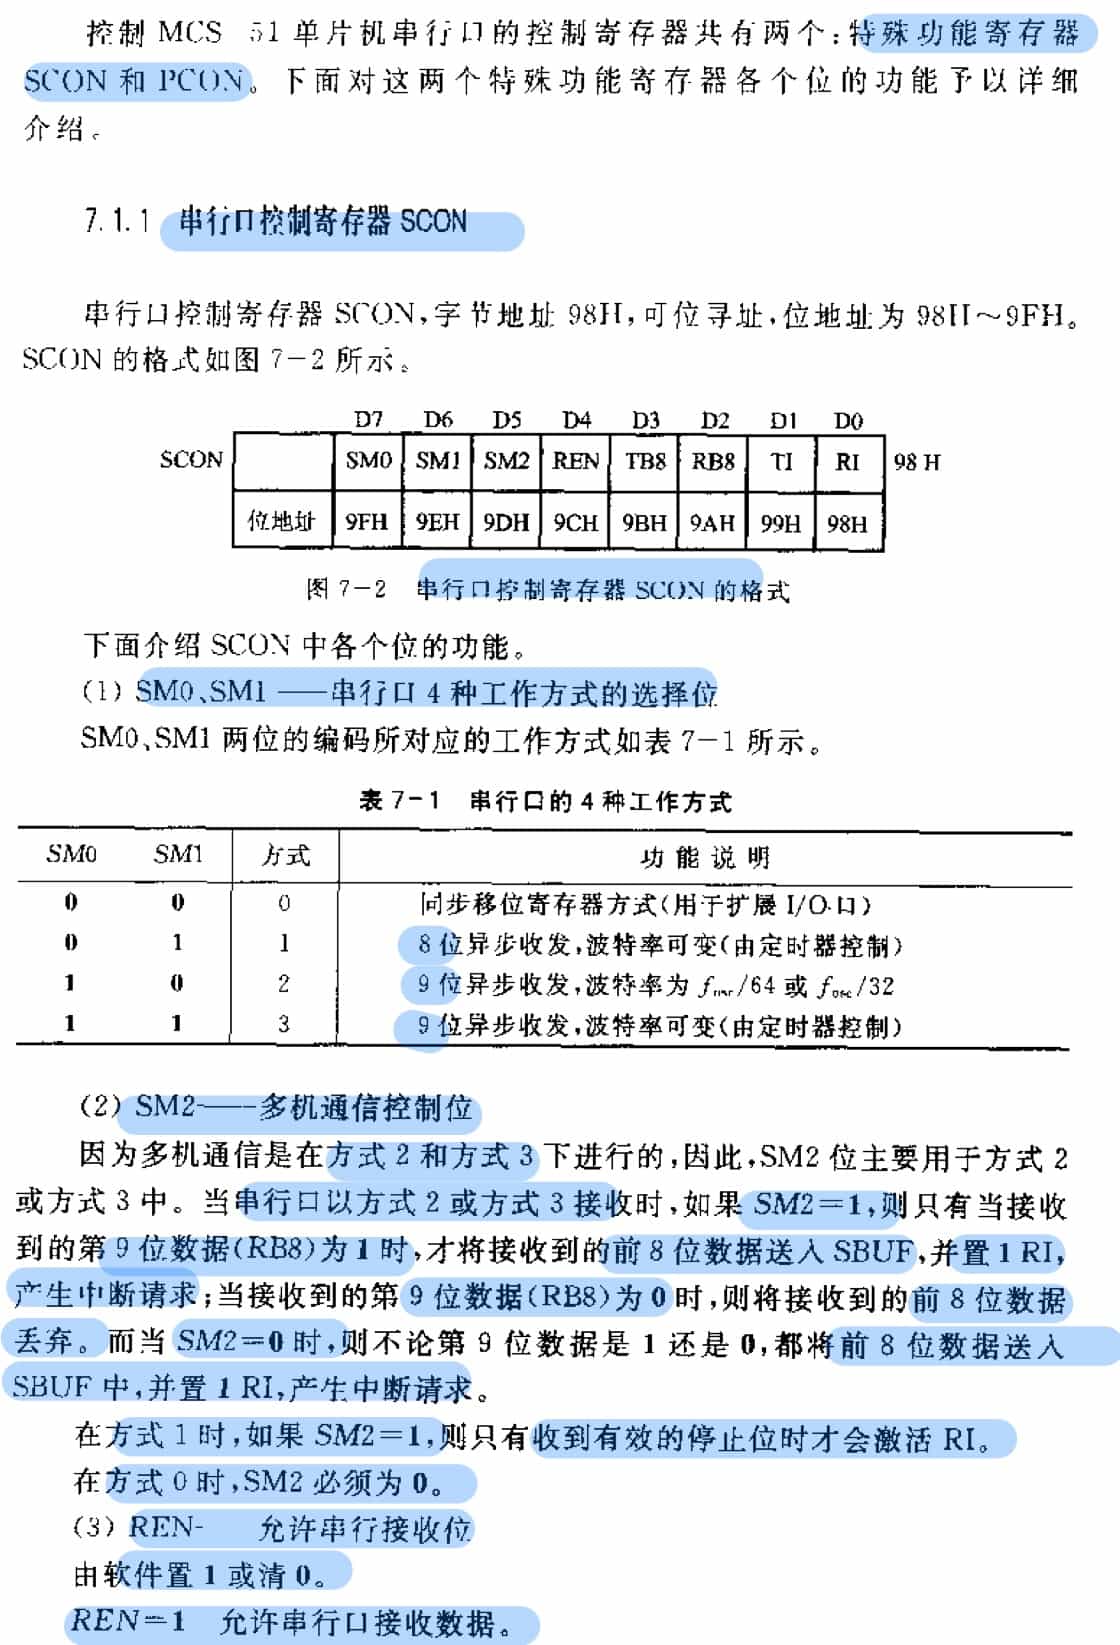 控制 MCS 51 单片机串行口的控制寄存器共有两个:特殊功能寄存器
SCON 和 PCON。下面对这两个特殊功能寄存器各个位的功能予以详细
介绍。
7.1.1 串行口控制寄存器 SCON
串行口控制寄存器 SCON,字节地址 98H,可位寻址,位地址为 98H~9FH。
SCON 的格式如图 7-2 所示。
D7 D6 D5 D4 D3 D2 D1 D0
SCON SM0 SM1 SM2 REN TB8 RB8 TI RI 98 H
位地址 9FH 9EH 9DH 9CH 9BH 9AH 99H 98H
图 7-2 串行口控制寄存器 SCON 的格式
下面介绍 SCON 中各个位的功能。
(1) SM0、SM1 ——串行口 4 种工作方式的选择位
SM0、SM1 两位的编码所对应的工作方式如表 7-1 所示。
表 7-1 串行口的 4 种工作方式
SM0 SM1 方式 功能说明
0 0 0 同步移位寄存器方式(用于扩展 I/O 口)
0 1 1 8 位异步收发,波特率可变(由定时器控制)
1 0 2 9 位异步收发,波特率为 fosc/64 或 fosc/32
1 1 3 9 位异步收发,波特率可变(由定时器控制)
(2) SM2——多机通信控制位
因为多机通信是在方式 2 和方式 3 下进行的,因此,SM2 位主要用于方式 2
或方式 3 中。当串行口以方式 2 或方式 3 接收时,如果 SM2=1,则只有当接收
到的第 9 位数据(RB8)为 1 时,才将接收到的前 8 位数据送入 SBUF,并置 1 RI,
产生中断请求;当接收到的第 9 位数据(RB8)为 0 时,则将接收到的前 8 位数据
丢弃。而当 SM2=0 时,则不论第 9 位数据是 1 还是 0,都将前 8 位数据送入
SBUF 中,并置 1 RI,产生中断请求。
在方式 1 时,如果 SM2=1,则只有收到有效的停止位时才会激活 RI。
在方式 0 时,SM2 必须为 0。
(3) REN- 允许串行接收位
由软件置 1 或清 0。
REN=1 允许串行口接收数据。